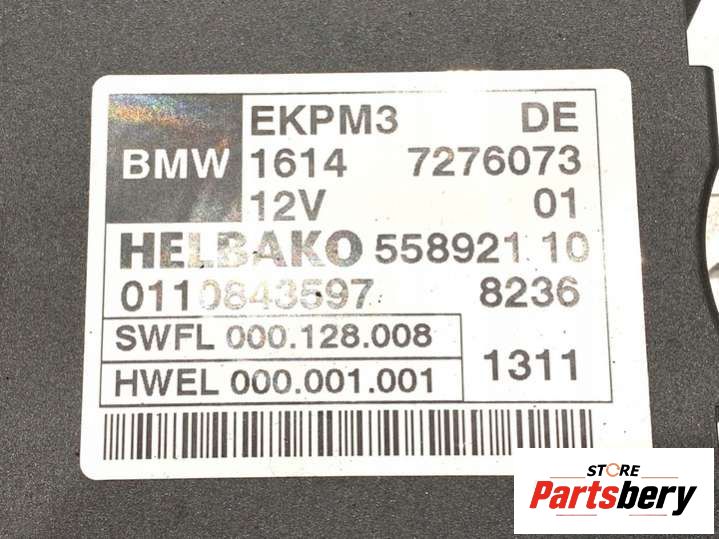 EKPM3 DE
BMW 1614 7276073
12V 01
HELBAKO 558921 10
0110843597 8236
SWFL 000.128.008
HWEL 000.001.001 1311
STORE
Partsbery